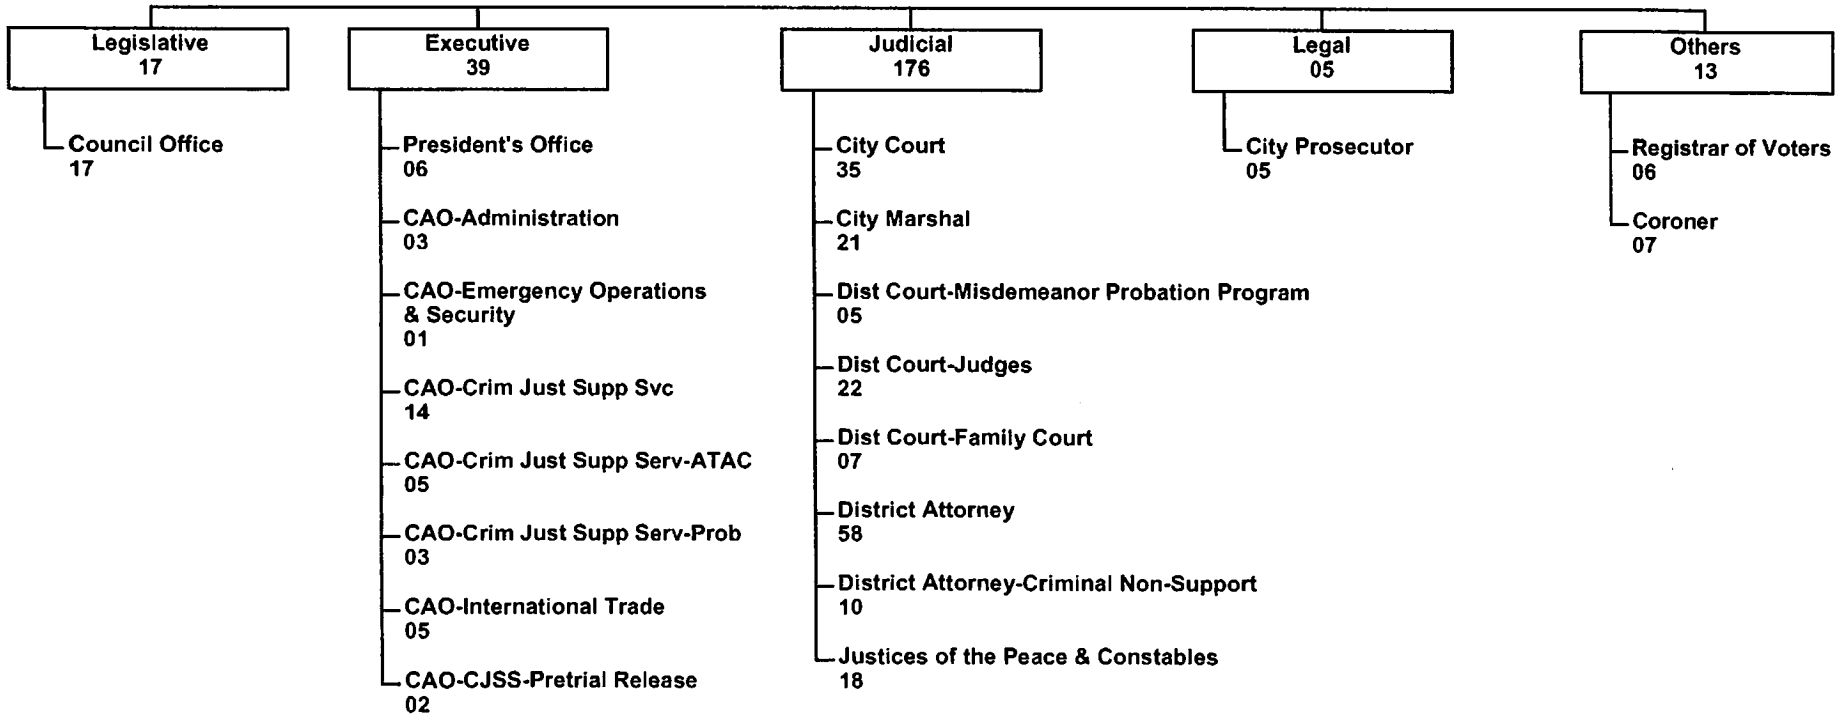 Legislative
17
Council Office
17
Executive
39
President's Office
06
CAO-Administration
03
CAO-Emergency Operations
& Security
01
CAO-Crim Just Supp Svc
14
CAO-Crim Just Supp Serv-ATAC
05
CAO-Crim Just Supp Serv-Prob
03
CAO-International Trade
05
CAO-CJSS-Pretrial Release
02
Judicial
176
City Court
35
City Marshal
21
Dist Court-Misdemeanor Probation Program
05
Dist Court-Judges
22
Dist Court-Family Court
07
District Attorney
58
District Attorney-Criminal Non-Support
10
Justices of the Peace & Constables
18
Legal
05
City Prosecutor
05
Others
13
Registrar of Voters
06
Coroner
07